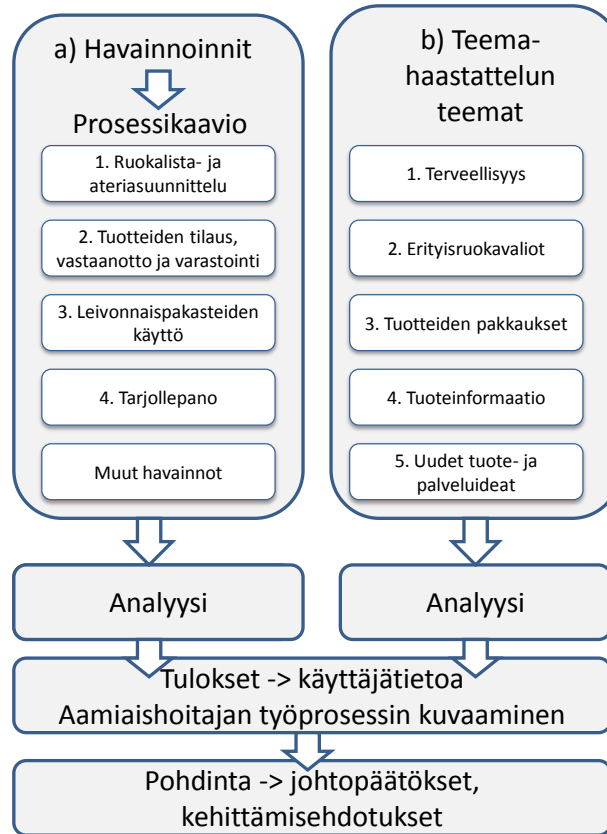 a) Havainnoinnit
Prosessikaavio
1. Ruokalista- ja
ateriasuunnittelu
2. Tuotteiden tilaus,
vastaanotto ja varastointi
3. Leivonnaispakasteiden
käyttö
4. Tarjollepano
Muut havainnot
b) Teema-
haastattelun
teemat
1. Terveellisyys
2. Erityisruokavaliot
3. Tuotteiden pakkaukset
4. Tuoteinformaatio
5. Uudet tuote- ja
palveluideat
Analyysi
Analyysi
Tulokset -> käyttäjätietoa
Aamiaishoitajan työprosessin kuvaaminen
Pohdinta -> johtopäätökset,
kehittämisehdotukset